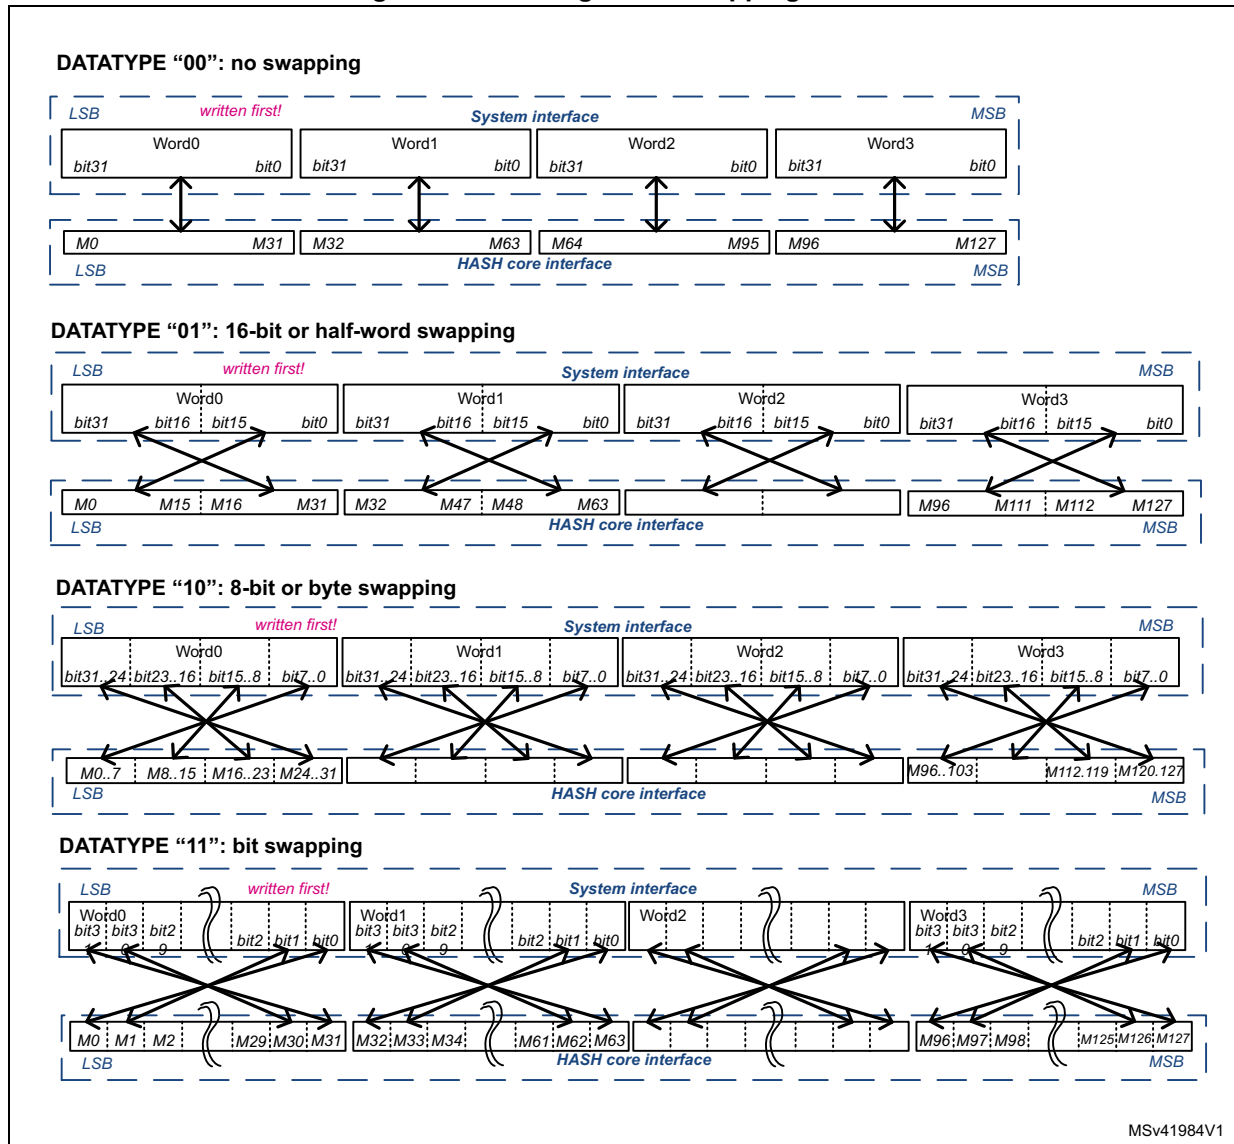 DATATYPE “00”: no swapping
LSB written first! System interface MSB
Word0 Word1 Word2 Word3
bit31 bit0 bit31 bit0 bit31 bit0 bit31 bit0
M0 M31 M32 M63 M64 M95 M96 M127
LSB HASH core interface MSB
DATATYPE “01”: 16-bit or half-word swapping
LSB written first! System interface MSB
Word0 Word1 Word2 Word3
bit31 bit16 bit15 bit0 bit31 bit16 bit15 bit0 bit31 bit16 bit15 bit0 bit31 bit16 bit15 bit0
M0 M15 M16 M31 M32 M47 M48 M63 M96 M111 M112 M127
LSB HASH core interface MSB
DATATYPE “10”: 8-bit or byte swapping
LSB written first! System interface MSB
Word0 Word1 Word2 Word3
bit31..24 bit23..16 bit15..8 bit7..0 bit31..24 bit23..16 bit15..8 bit7..0 bit31..24 bit23..16 bit15..8 bit7..0 bit31..24 bit23..16 bit15..8 bit7..0
M0..7 M8..15 M16..23 M24..31 M96..103 M112.119 M120.127
LSB HASH core interface MSB
DATATYPE “11”: bit swapping
LSB written first! System interface MSB
Word0 Word1 Word2 Word3
bit31 bit30 bit29 bit2 bit1 bit0 bit31 bit30 bit29 bit2 bit1 bit0 bit31 bit30 bit29 bit2 bit1 bit0
M0 M1 M2 M29 M30 M31 M32 M33 M34 M61 M62 M63 M96 M97 M98 M125 M126 M127
LSB HASH core interface MSB
MSv41984V1